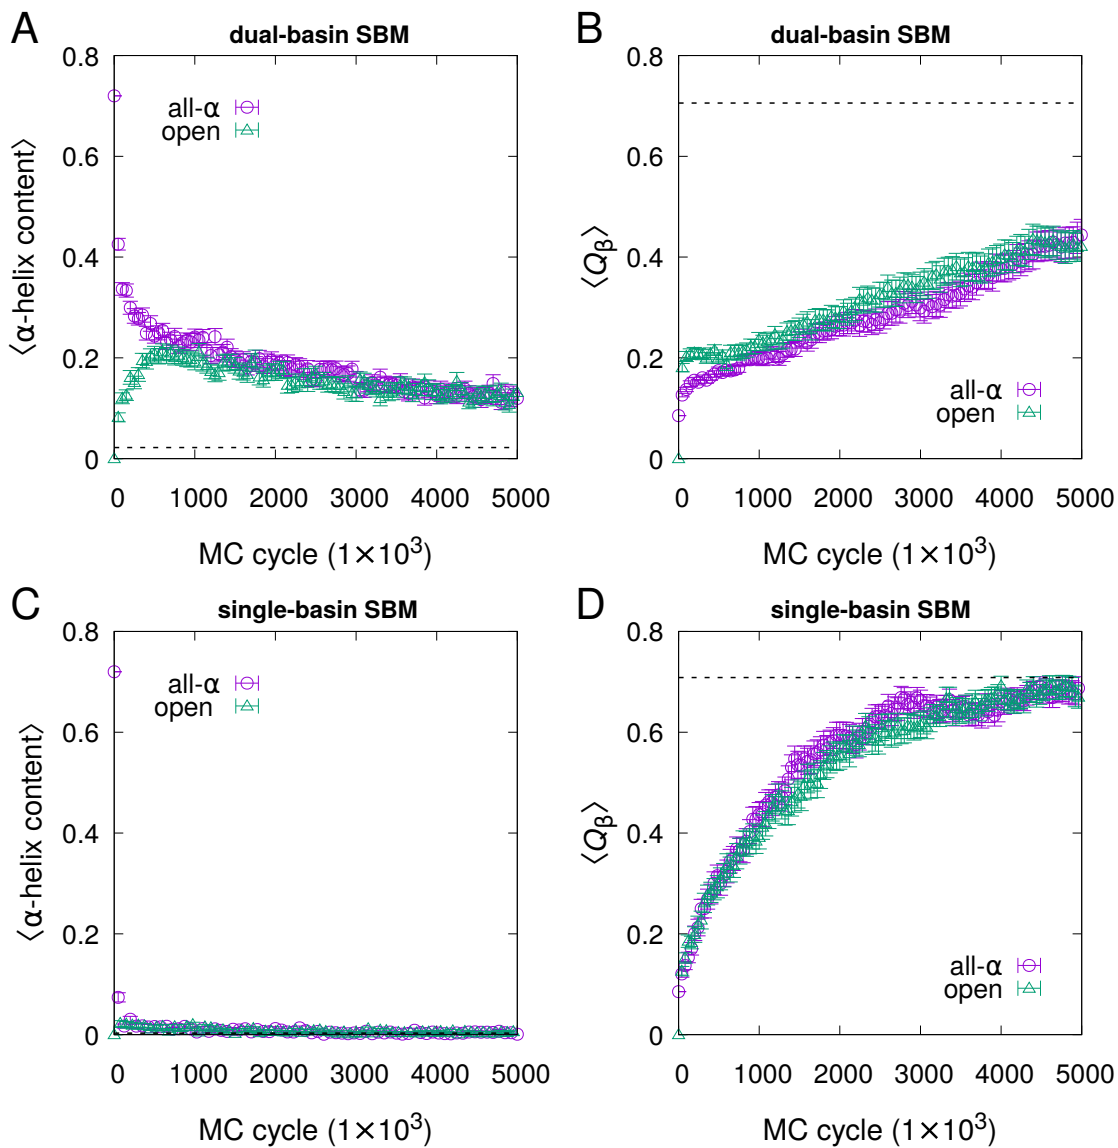 A
dual-basin SBM
⟨α-helix content⟩
0.8
0.6
0.4
0.2
0
all-α
open
0 1000 2000 3000 4000 5000
MC cycle (1×10³)
B
dual-basin SBM
⟨Qβ⟩
0.8
0.6
0.4
0.2
0
all-α
open
0 1000 2000 3000 4000 5000
MC cycle (1×10³)
C
single-basin SBM
⟨α-helix content⟩
0.8
0.6
0.4
0.2
0
all-α
open
0 1000 2000 3000 4000 5000
MC cycle (1×10³)
D
single-basin SBM
⟨Qβ⟩
0.8
0.6
0.4
0.2
0
all-α
open
0 1000 2000 3000 4000 5000
MC cycle (1×10³)